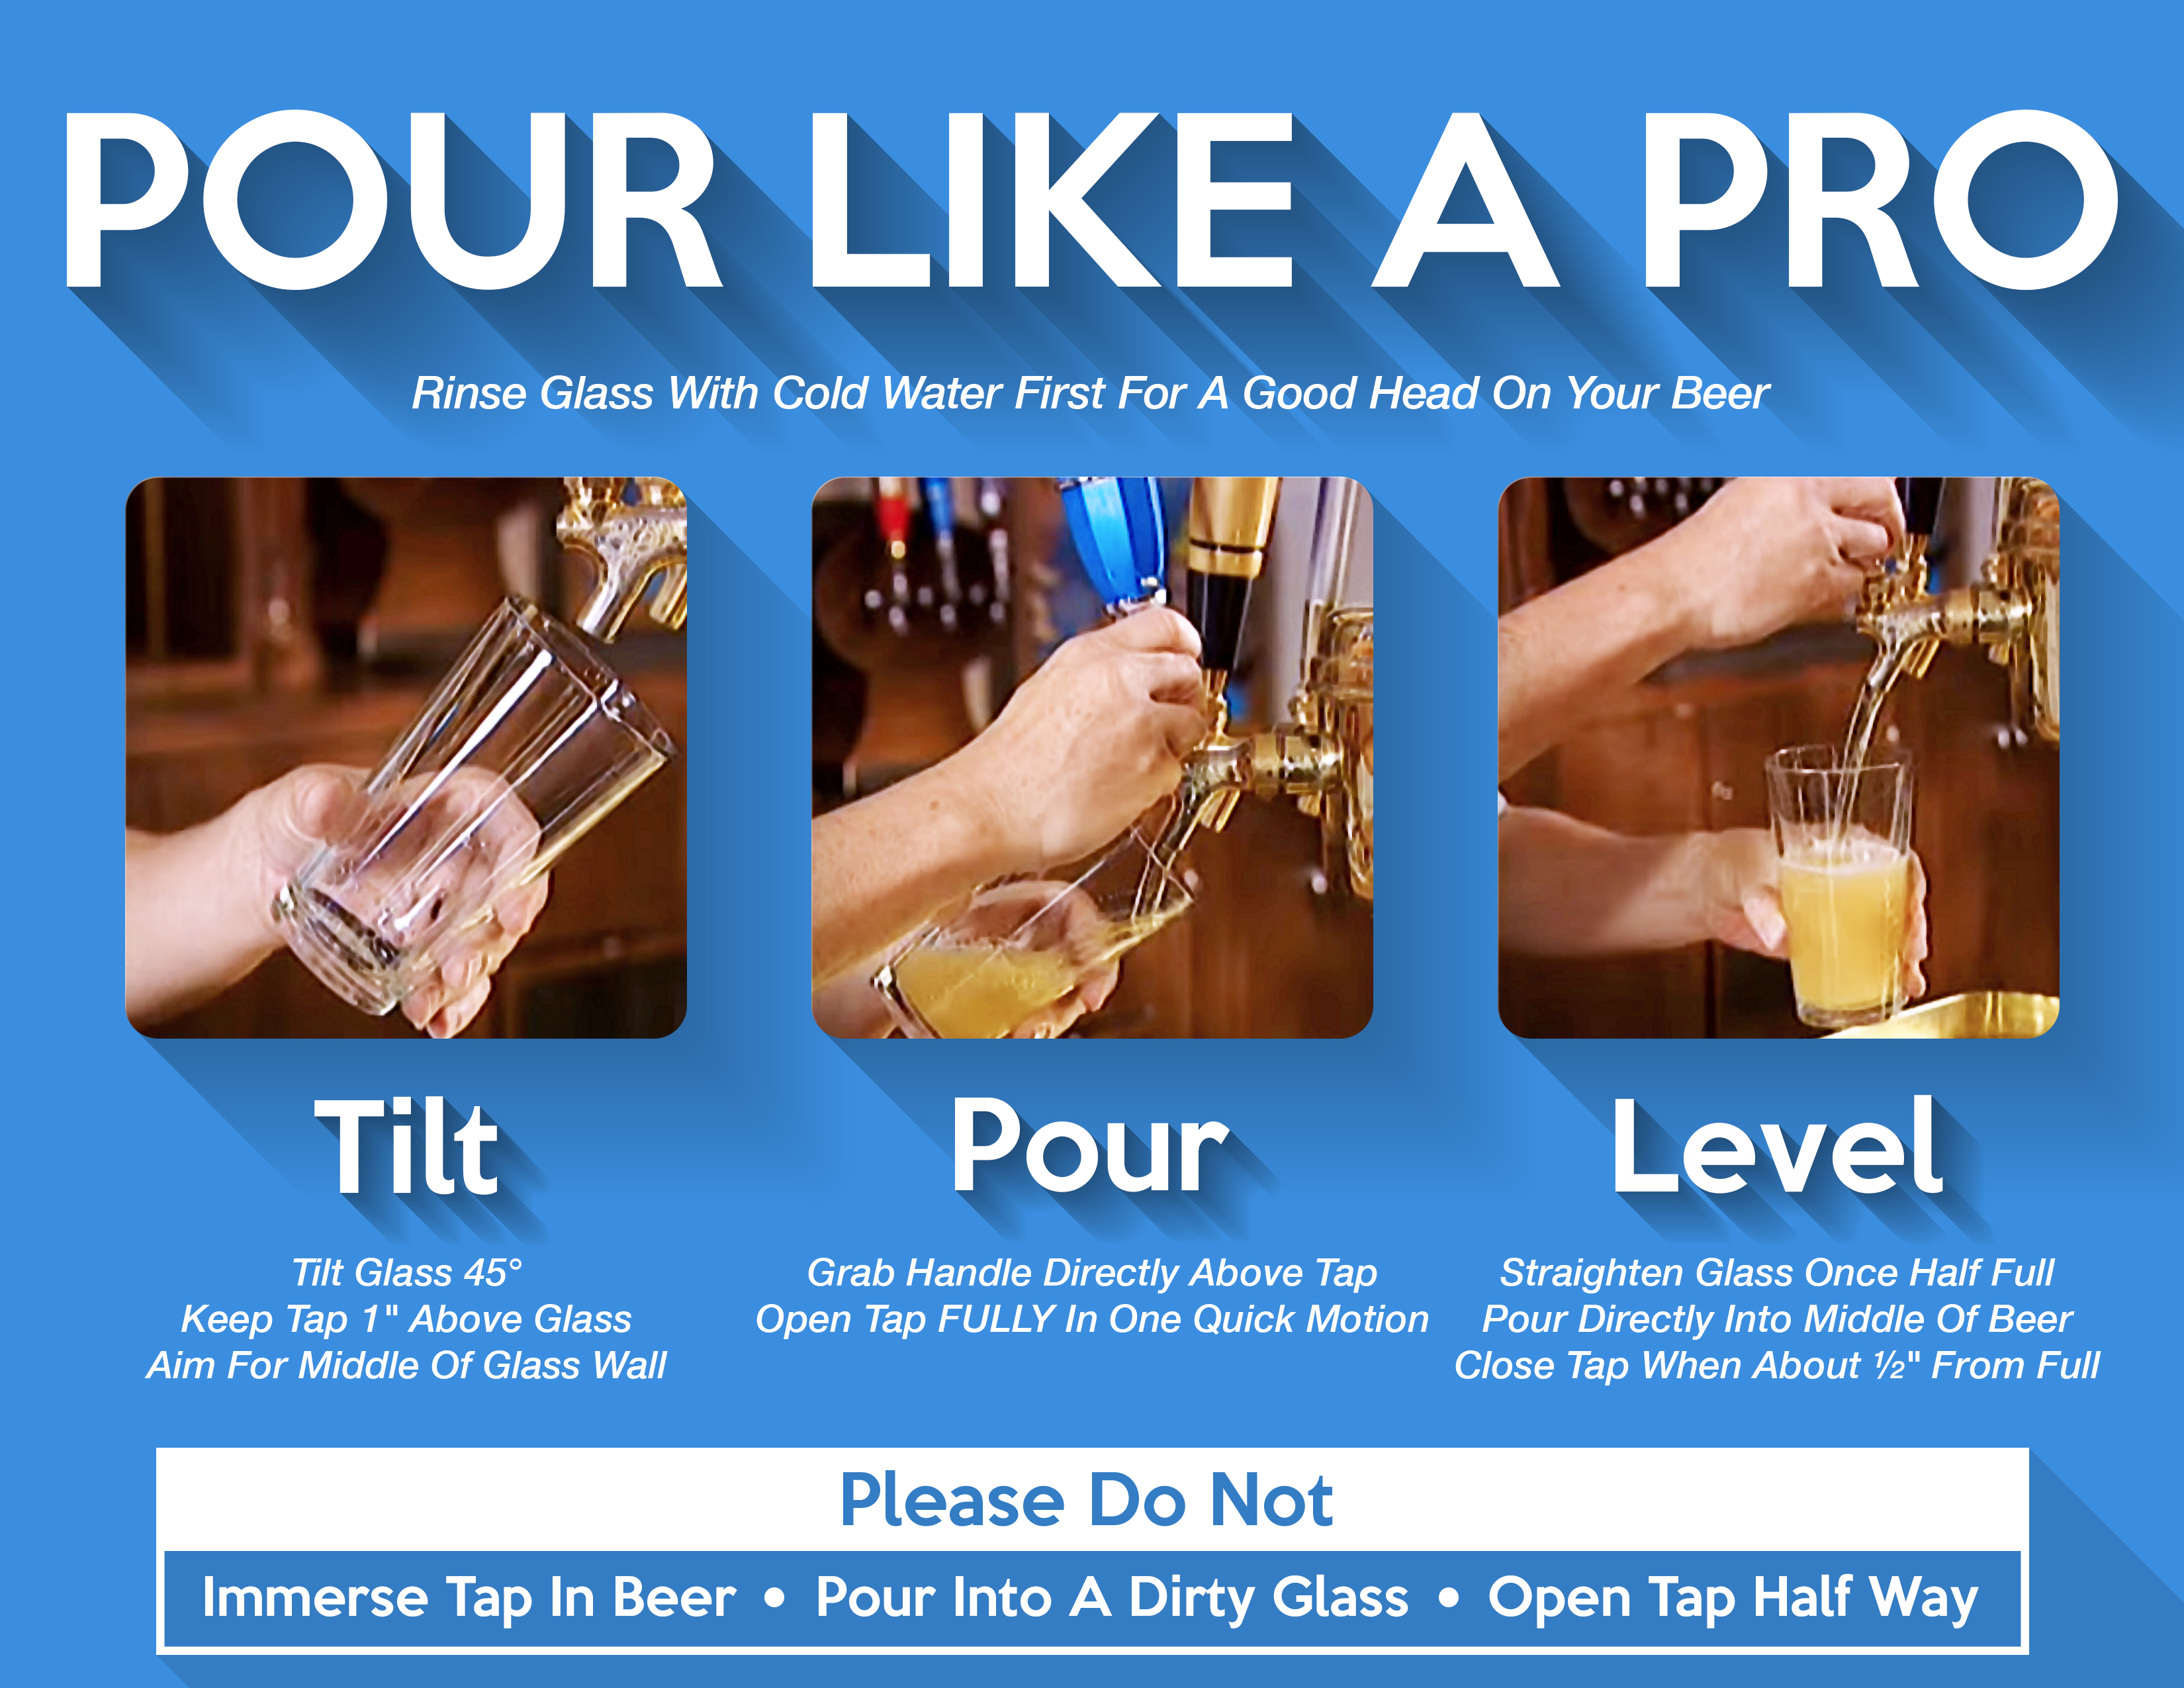 POUR LIKE A PRO
Rinse Glass With Cold Water First For A Good Head On Your Beer
Tilt
Tilt Glass 45°
Keep Tap 1" Above Glass
Aim For Middle Of Glass Wall
Pour
Grab Handle Directly Above Tap
Open Tap FULLY In One Quick Motion
Level
Straighten Glass Once Half Full
Pour Directly Into Middle Of Beer
Close Tap When About ½" From Full
Please Do Not
Immerse Tap In Beer • Pour Into A Dirty Glass • Open Tap Half Way